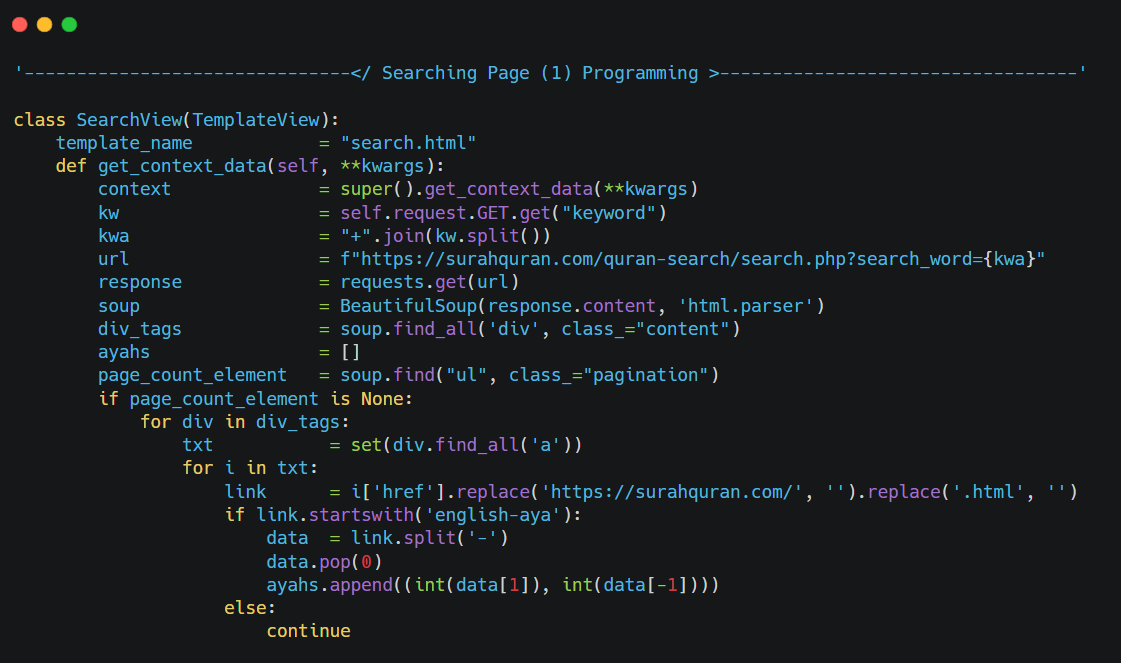 '-------------------------------</ Searching Page (1) Programming >----------------------------------'
class SearchView(TemplateView):
    template_name            = "search.html"
    def get_context_data(self, **kwargs):
        context              = super().get_context_data(**kwargs)
        kw                   = self.request.GET.get("keyword")
        kwa                  = "+".join(kw.split())
        url                  = f"https://surahquran.com/quran-search/search.php?search_word={kwa}"
        response             = requests.get(url)
        soup                 = BeautifulSoup(response.content, 'html.parser')
        div_tags             = soup.find_all('div', class_="content")
        ayahs                = []
        page_count_element   = soup.find("ul", class_="pagination")
        if page_count_element is None:
            for div in div_tags:
                txt           = set(div.find_all('a'))
                for i in txt:
                    link      = i['href'].replace('https://surahquran.com/', '').replace('.html', '')
                    if link.startswith('english-aya'):
                        data  = link.split('-')
                        data.pop(0)
                        ayahs.append((int(data[1]), int(data[-1])))
                    else:
                        continue